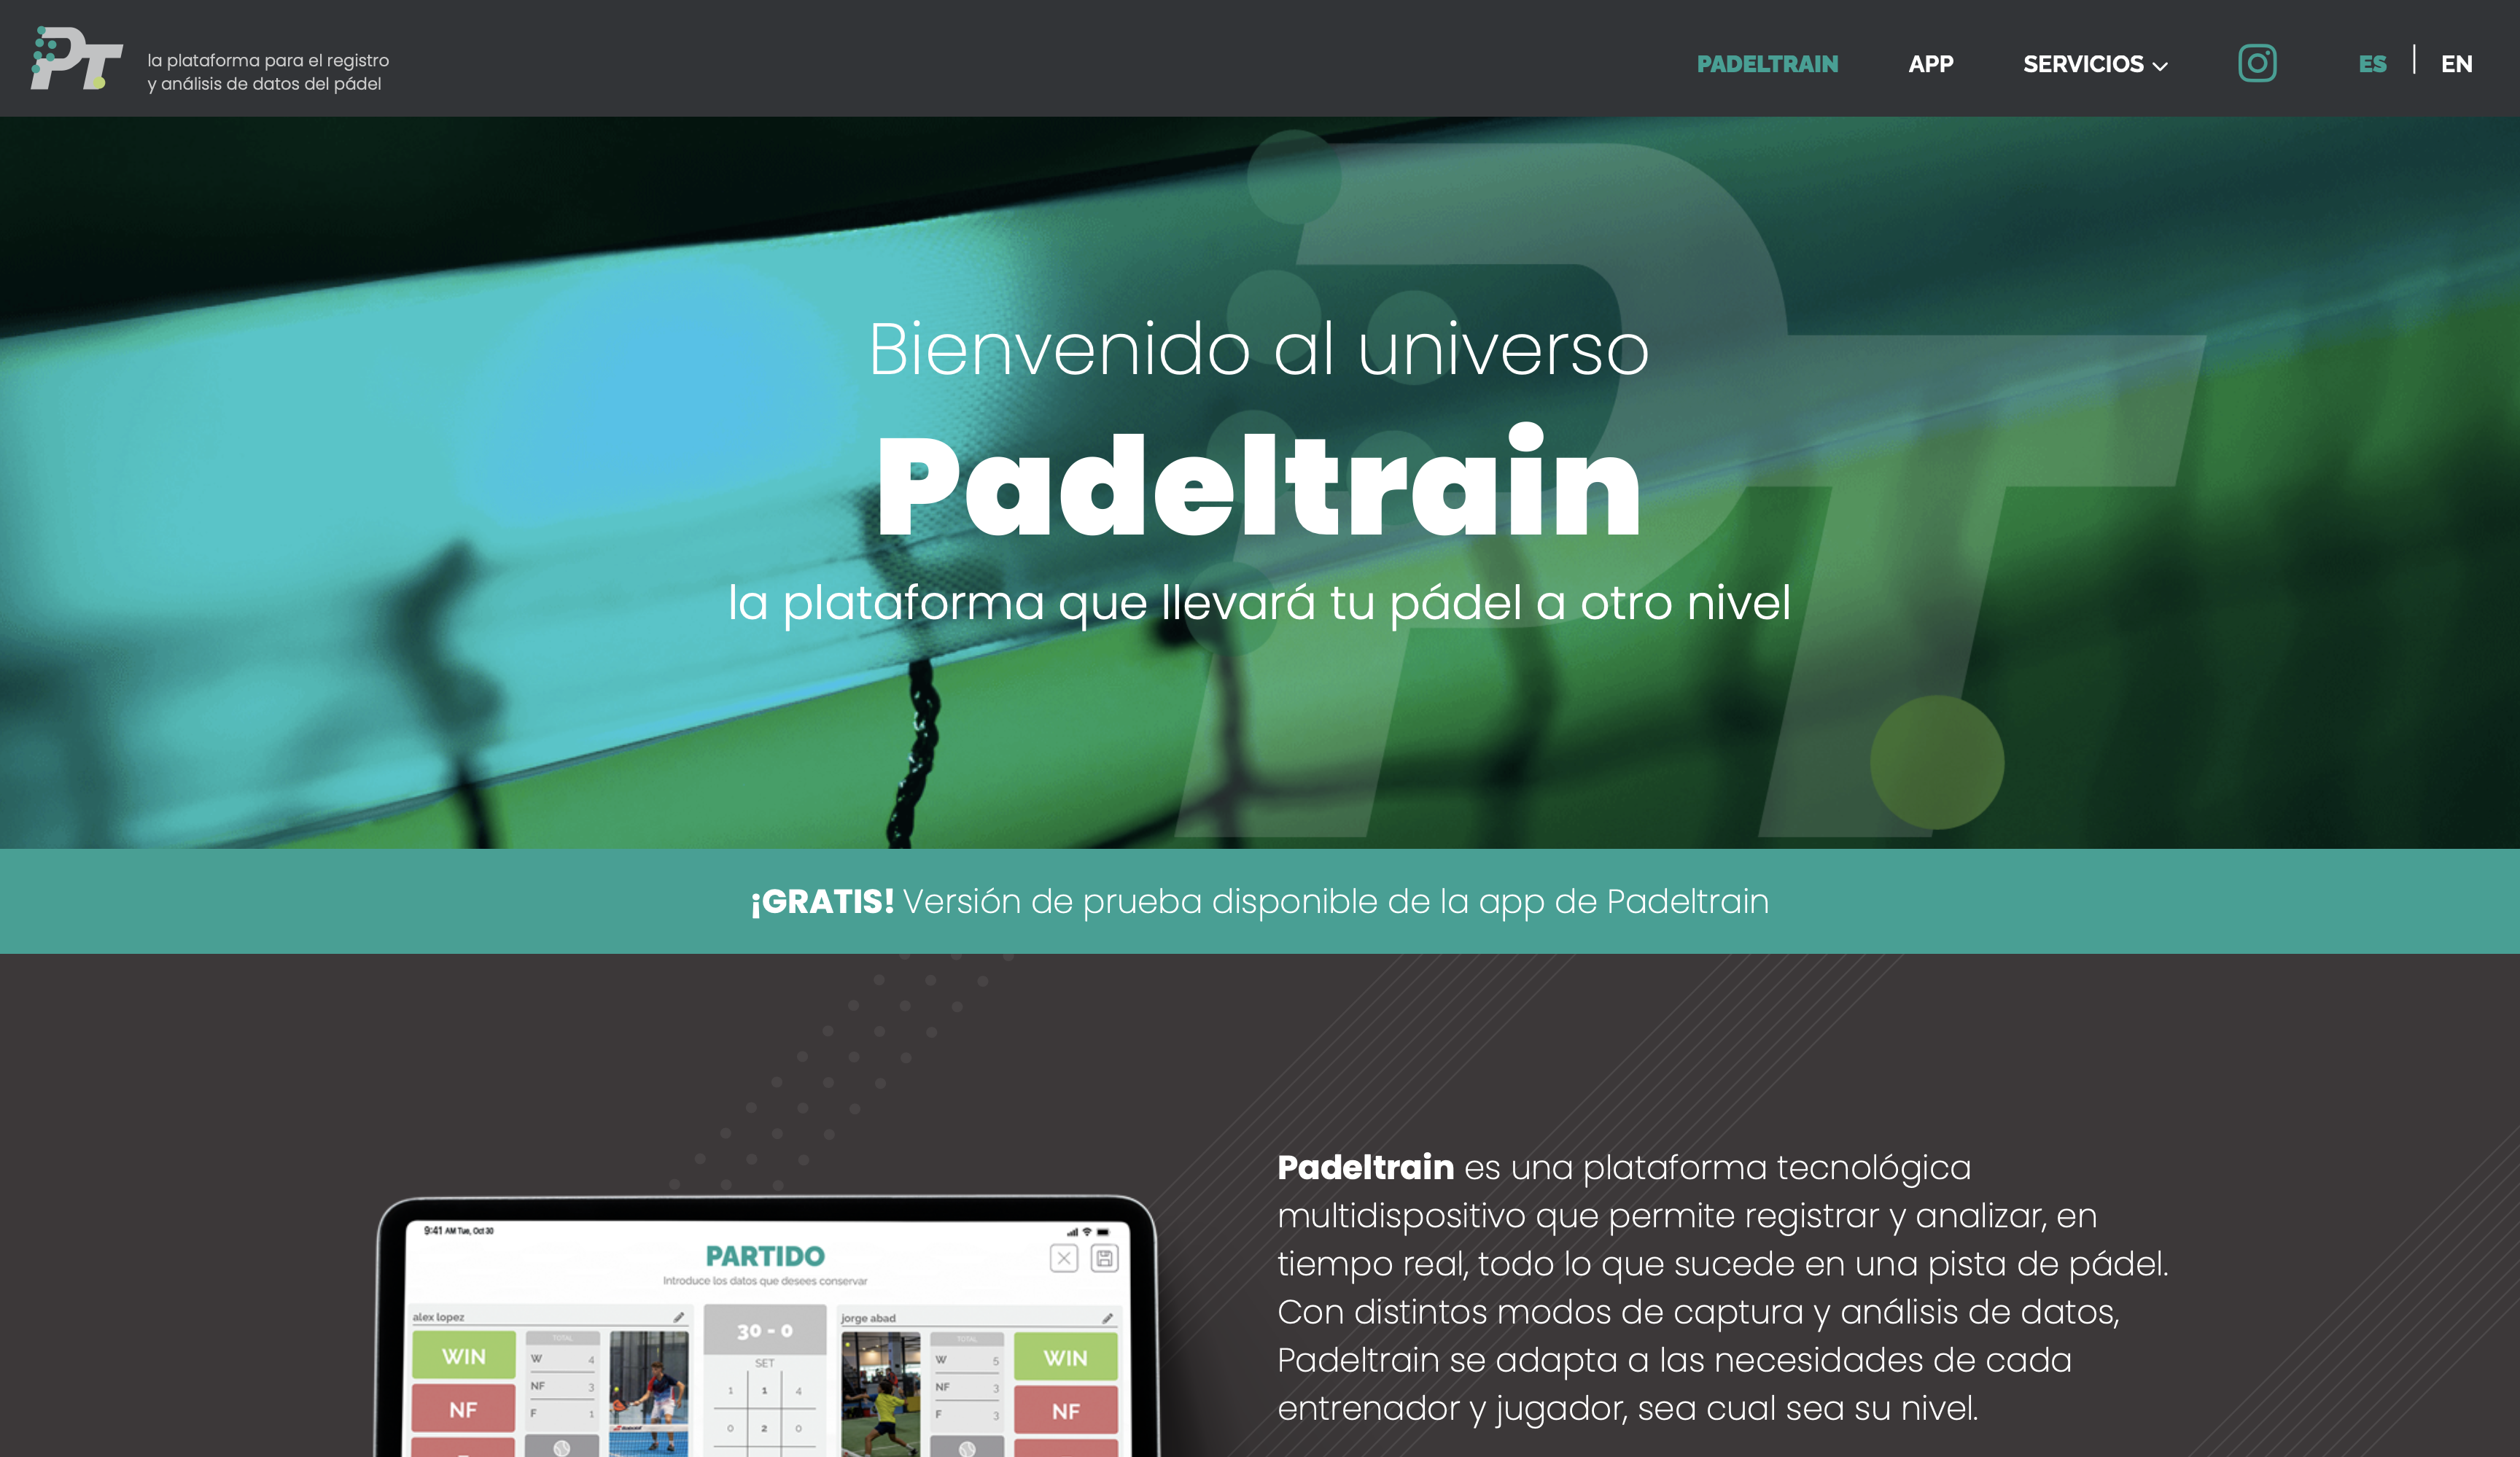 PT
la plataforma para el registro
y análisis de datos del pádel
PADELTRAIN
APP
SERVICIOS
ES
EN
PT
Bienvenido al universo
Padeltrain
la plataforma que llevará tu pádel a otro nivel
¡GRATIS! Versión de prueba disponible de la app de Padeltrain
Padeltrain es una plataforma tecnológica
multidispositivo que permite registrar y analizar, en
tiempo real, todo lo que sucede en una pista de pádel.
Con distintos modos de captura y análisis de datos,
Padeltrain se adapta a las necesidades de cada
entrenador y jugador, sea cual sea su nivel.
9:41 AM Tue, Oct 30
PARTIDO
Introduce los datos que desees conservar
alex lopez
WIN
NF
TOTAL
W 4
NF 3
F 1
30 - 0
SET
1 1 4
0 2 0
jorge abad
TOTAL
W 5
NF 3
F 3
WIN
NF